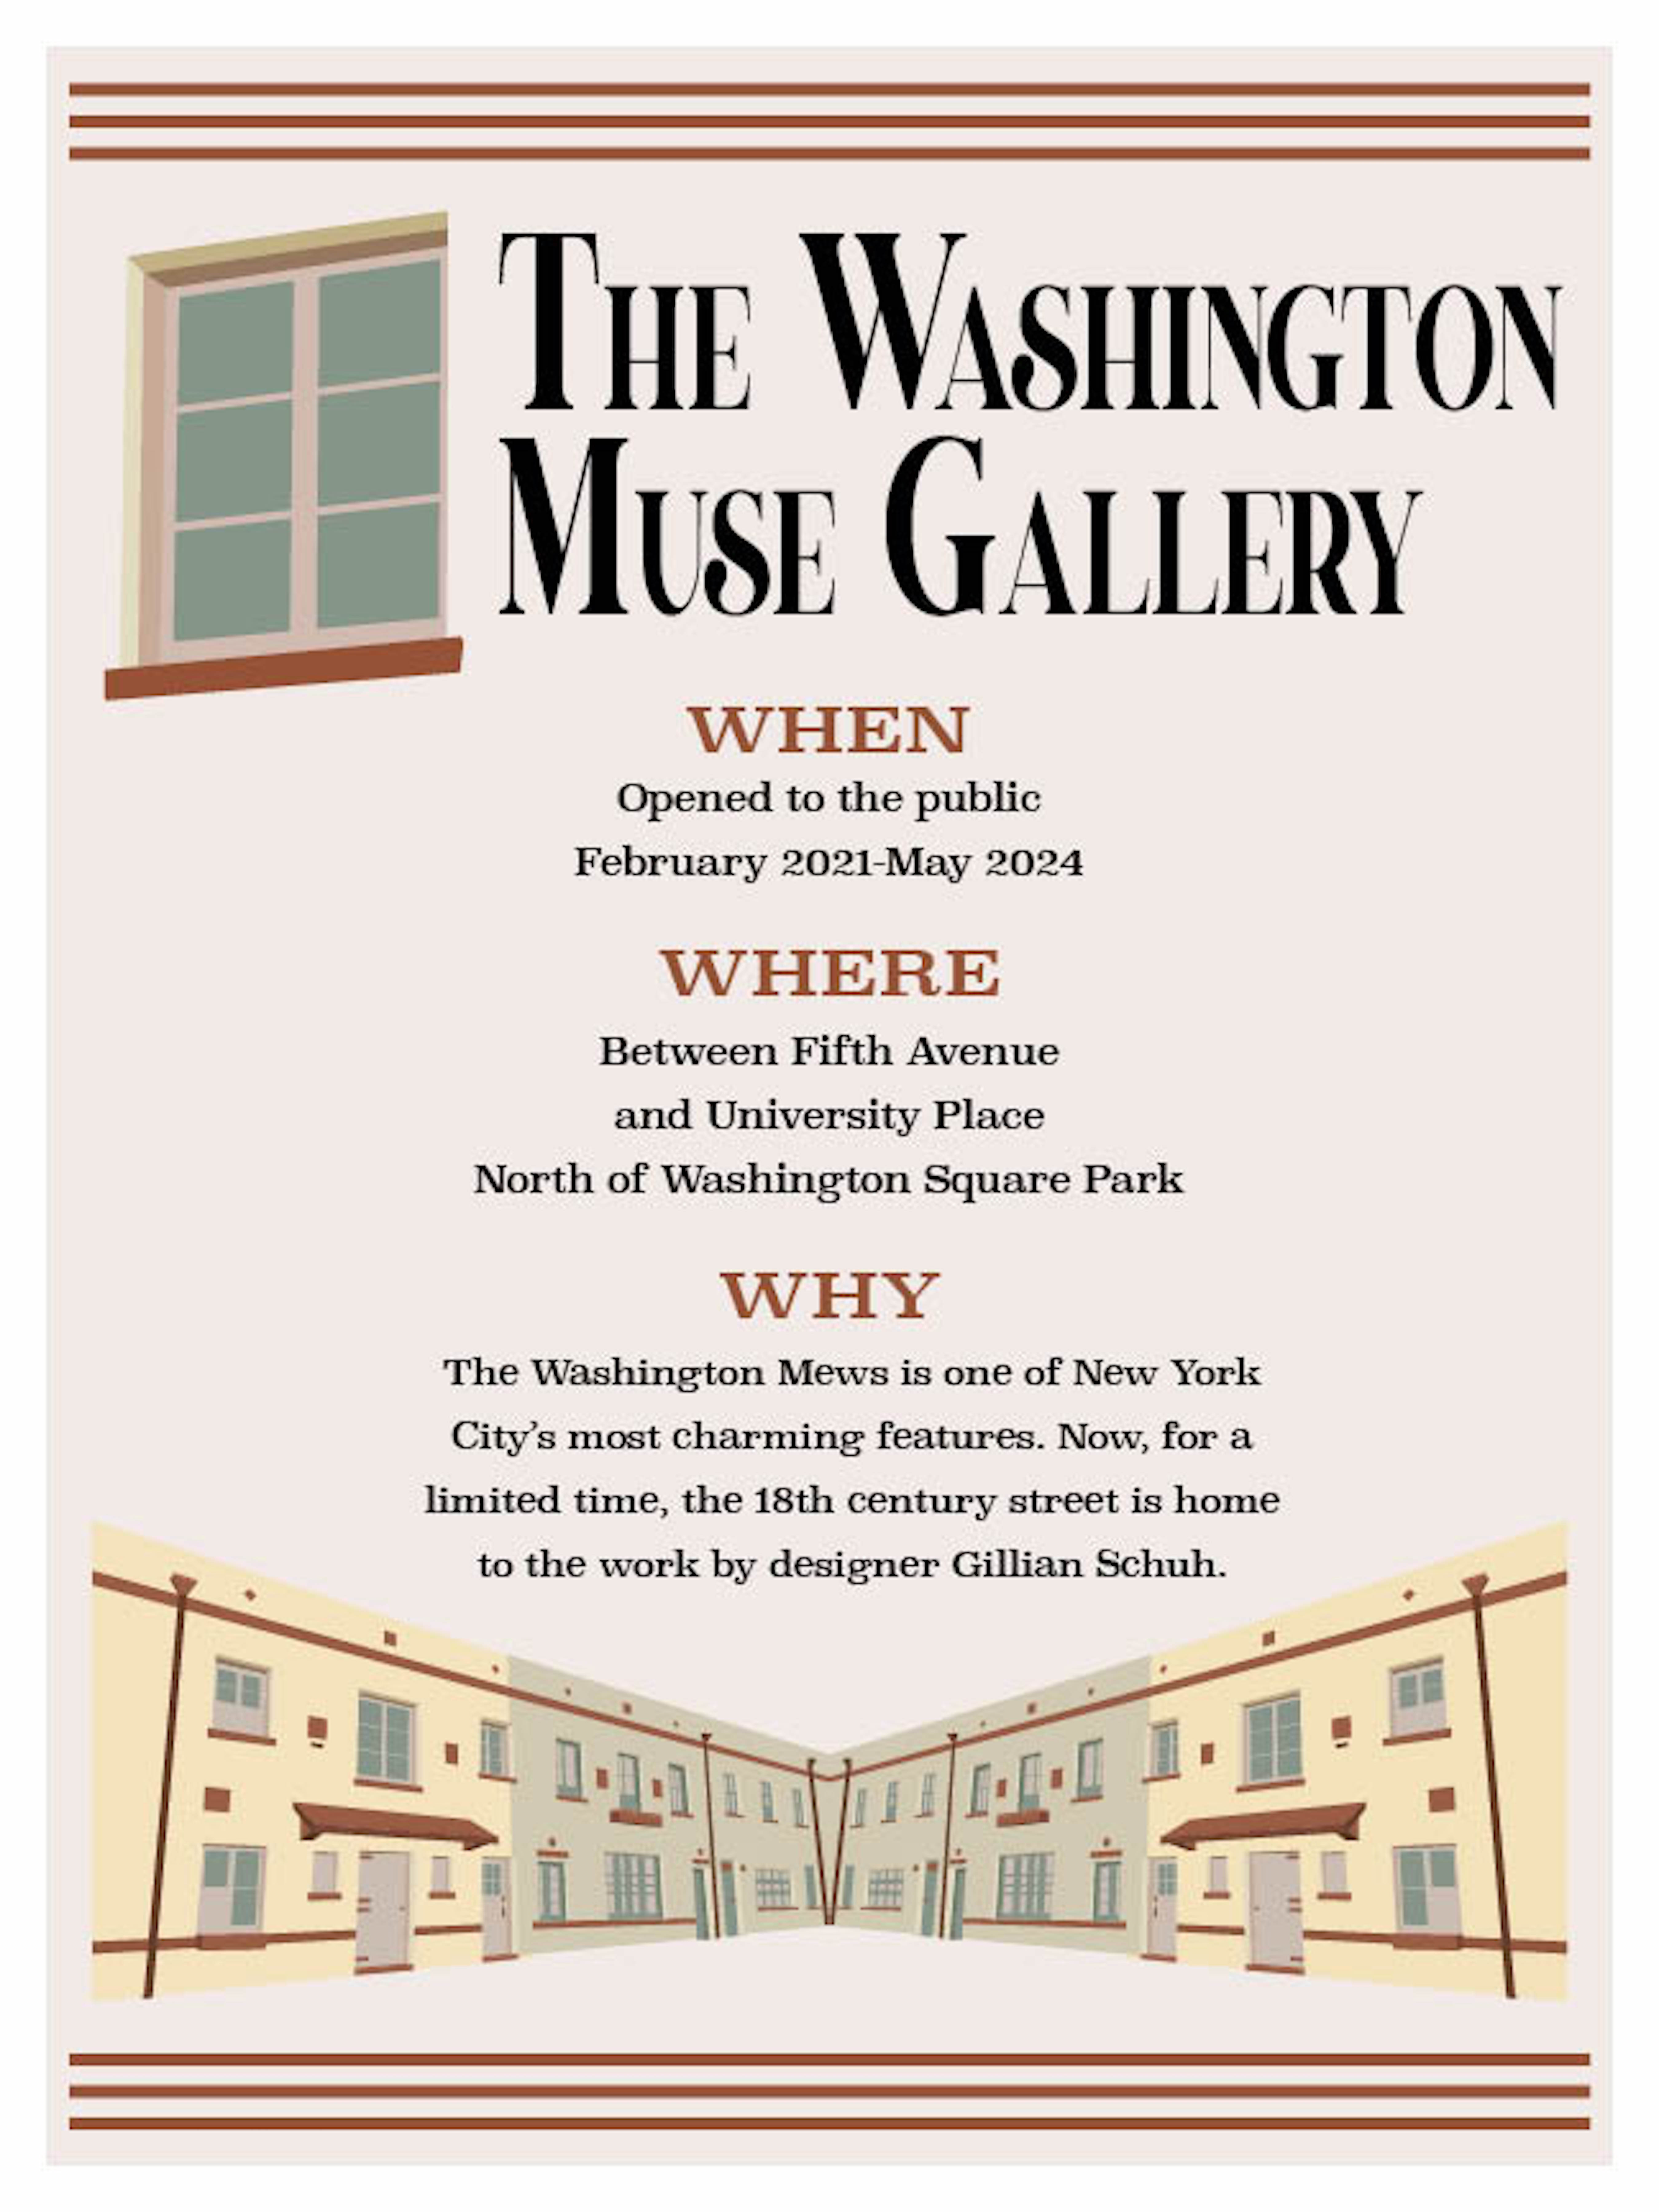 The Washington
Muse Gallery
WHEN
Opened to the public
February 2021-May 2024
WHERE
Between Fifth Avenue
and University Place
North of Washington Square Park
WHY
The Washington Mews is one of New York
City’s most charming features. Now, for a
limited time, the 18th century street is home
to the work by designer Gillian Schuh.